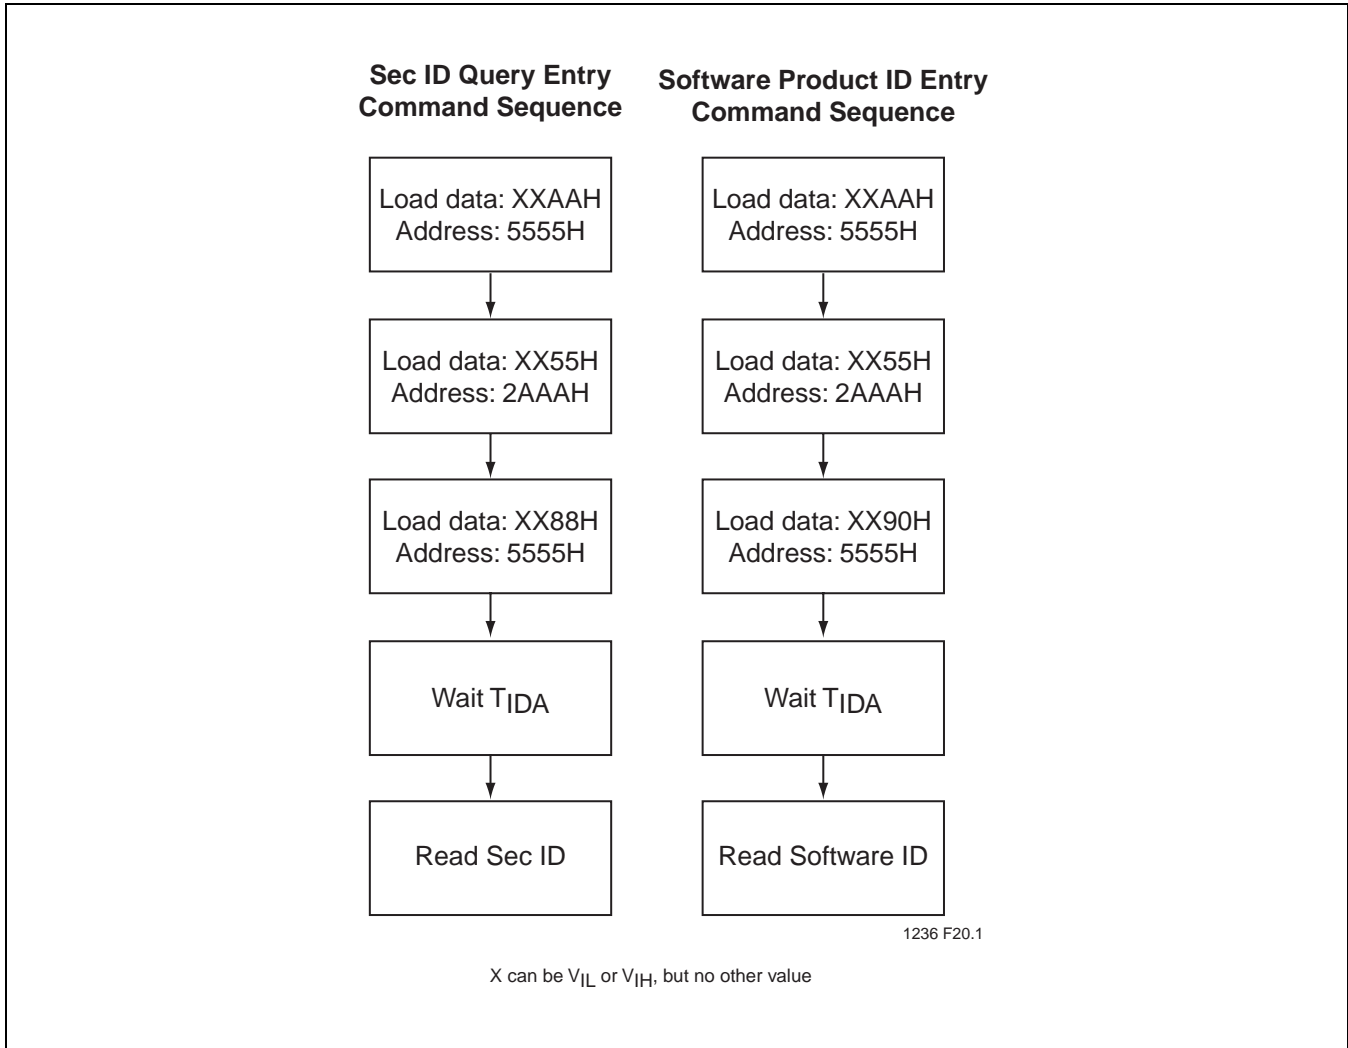 Sec ID Query Entry
Command Sequence
Load data: XXAAH
Address: 5555H
Load data: XX55H
Address: 2AAAH
Load data: XX88H
Address: 5555H
Wait TIDA
Read Sec ID
Software Product ID Entry
Command Sequence
Load data: XXAAH
Address: 5555H
Load data: XX55H
Address: 2AAAH
Load data: XX90H
Address: 5555H
Wait TIDA
Read Software ID
1236 F20.1
X can be VIL or VIH, but no other value